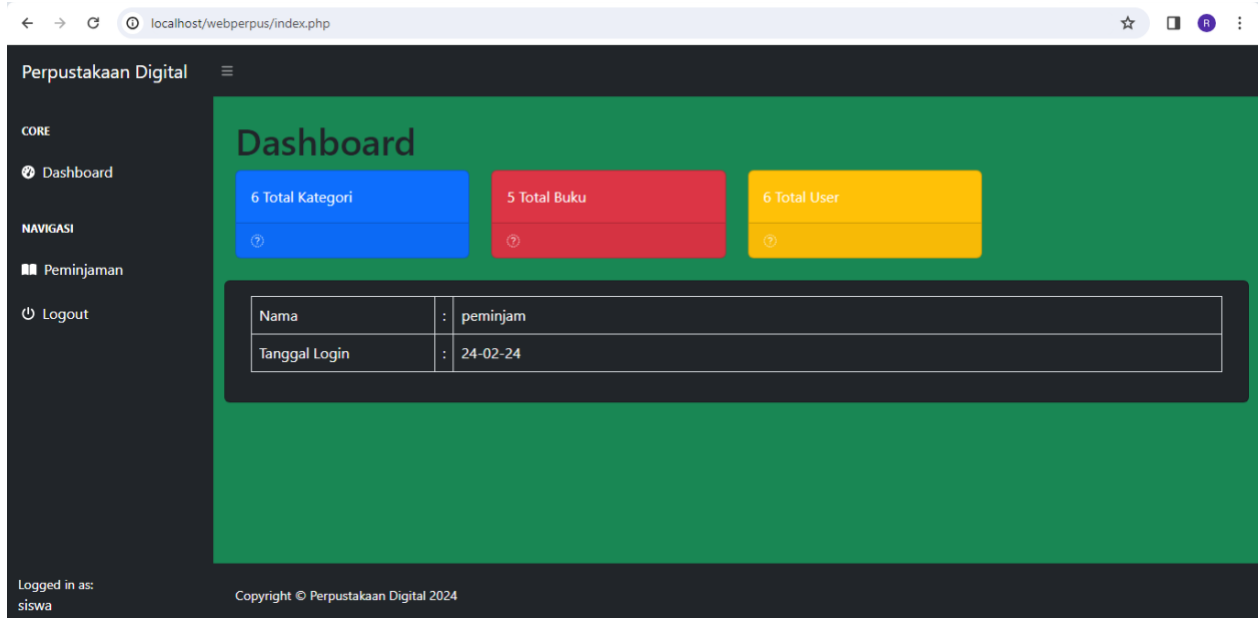 localhost/webperpus/index.php
R
Perpustakaan Digital
CORE
Dashboard
NAVIGASI
Peminjaman
Logout
Logged in as:
siswa
Dashboard
6 Total Kategori
5 Total Buku
6 Total User
?
?
?
Nama : peminjam
Tanggal Login : 24-02-24
Copyright © Perpustakaan Digital 2024